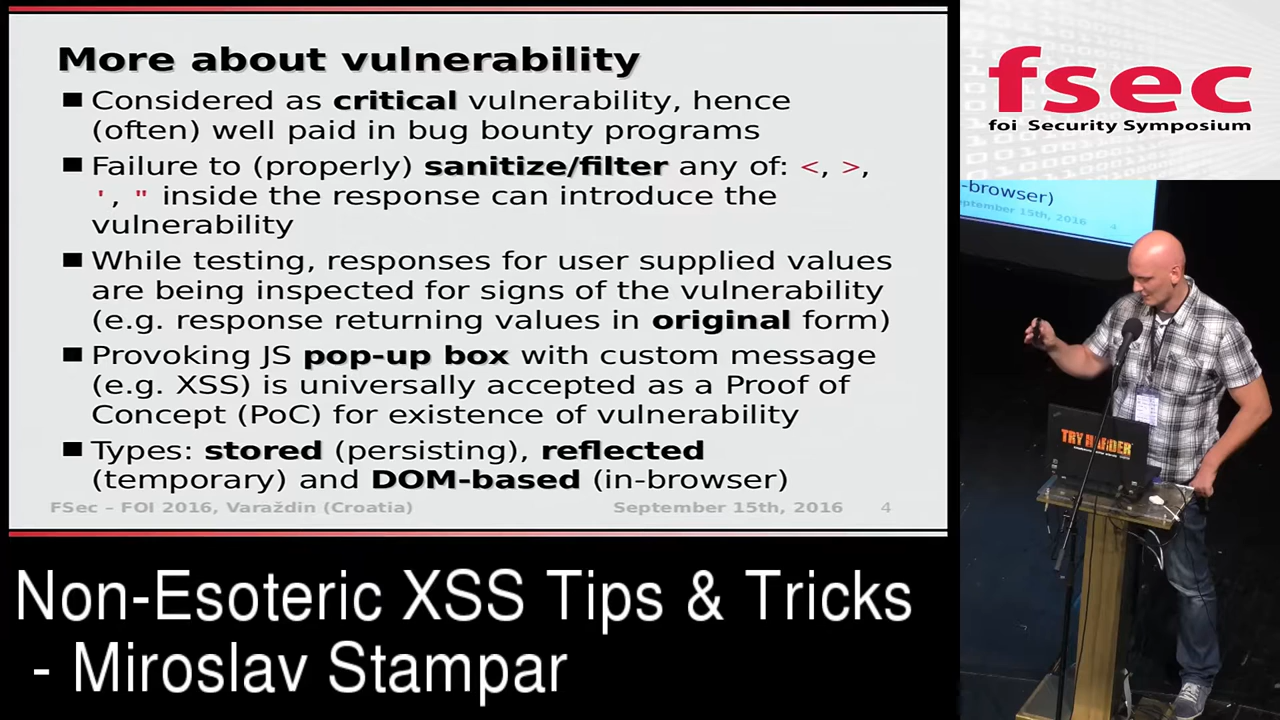 More about vulnerability
■ Considered as critical vulnerability, hence
(often) well paid in bug bounty programs
■ Failure to (properly) sanitize/filter any of: <, >,
', " inside the response can introduce the
vulnerability
■ While testing, responses for user supplied values
are being inspected for signs of the vulnerability
(e.g. response returning values in original form)
■ Provoking JS pop-up box with custom message
(e.g. XSS) is universally accepted as a Proof of
Concept (PoC) for existence of vulnerability
■ Types: stored (persisting), reflected
(temporary) and DOM-based (in-browser)
FSec – FOI 2016, Varaždin (Croatia) September 15th, 2016 4
Non-Esoteric XSS Tips & Tricks
- Miroslav Stampar
fsec
foi Security Symposium
-browser)
eptember 15th, 2016 4
TRY HARDER